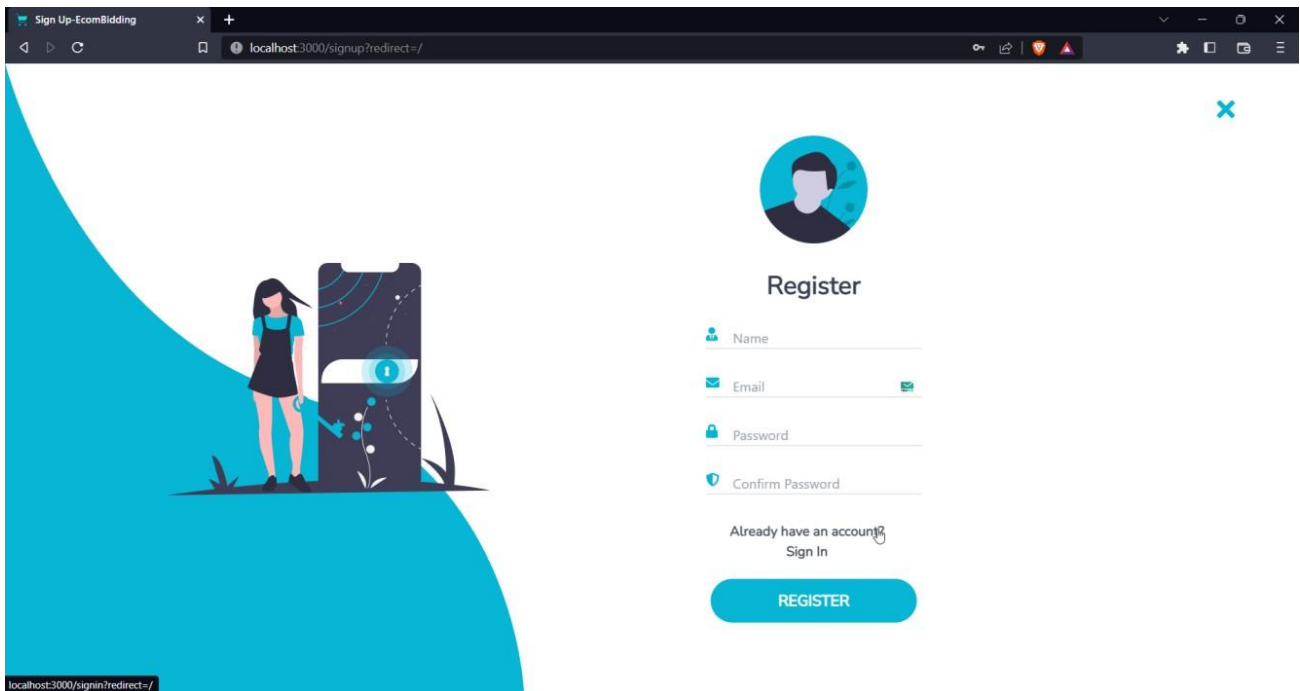 Sign Up-EcomBidding
localhost:3000/signup?redirect=/
Register
Name
Email
Password
Confirm Password
Already have an account?
Sign In
REGISTER
localhost:3000/signin?redirect=/